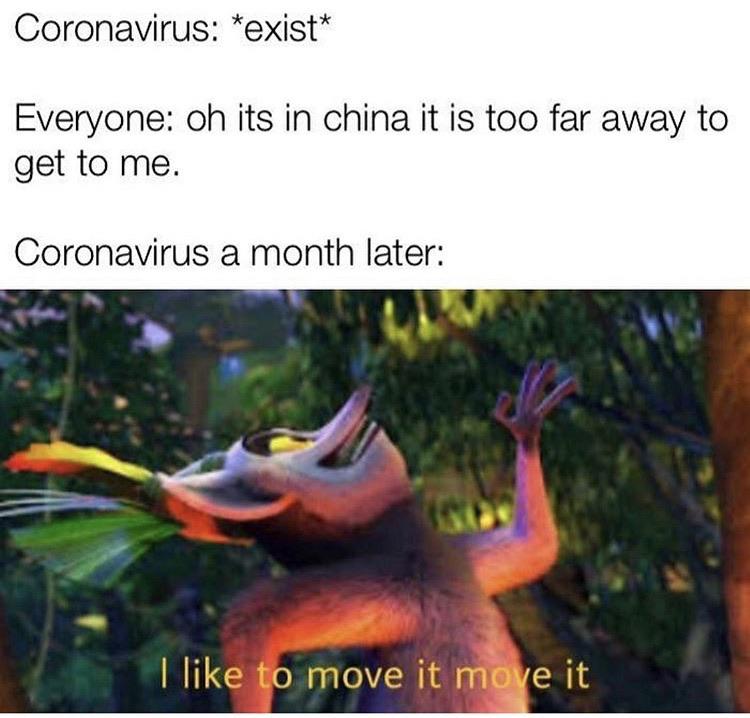 Coronavirus: *exist*
Everyone: oh its in china it is too far away to
get to me.
Coronavirus a month later:
I like to move it move it